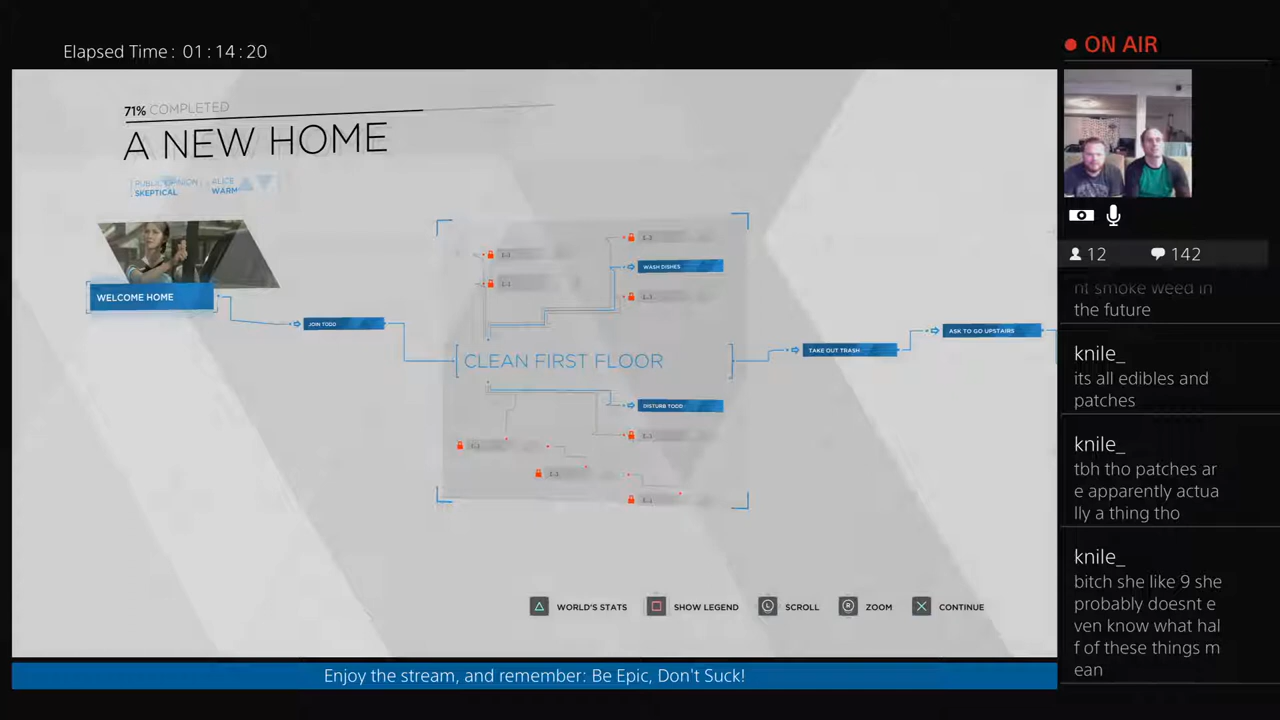 Elapsed Time: 01:14:20
ON AIR
71% COMPLETED
A NEW HOME
PUBLIC OPINION
SKEPTICAL
ALICE
WARM
WELCOME HOME
JOIN TODD
WASH DISHES
CLEAN FIRST FLOOR
DISTURB TODD
TAKE OUT TRASH
ASK TO GO UPSTAIRS
WORLD'S STATS
SHOW LEGEND
SCROLL
ZOOM
CONTINUE
Enjoy the stream, and remember: Be Epic, Don't Suck!
12
142
nt smoke weed in
the future
knile_
its all edibles and
patches
knile_
tbh tho patches ar
e apparently actua
lly a thing tho
knile_
bitch she like 9 she
probably doesnt e
ven know what hal
f of these things m
ean